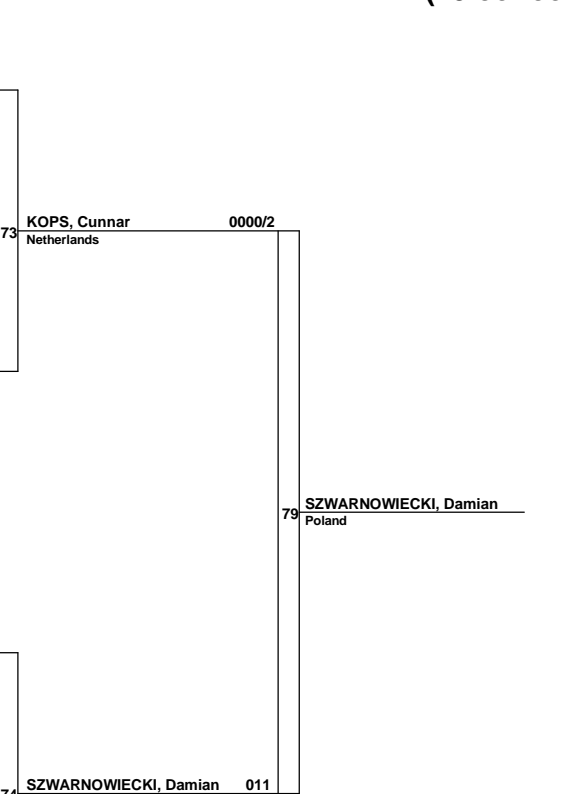 73
KOPS, Cunnar 0000/2
Netherlands
79
SZWARNOWIECKI, Damian
Poland
SZWARNOWIECKI, Damian 011